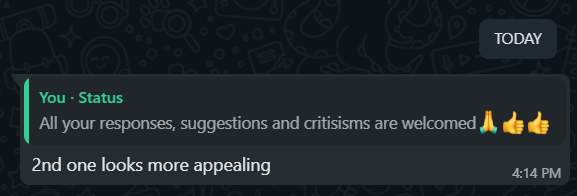 TODAY
You · Status
All your responses, suggestions and critisisms are welcomed🙏👍👍
2nd one looks more appealing
4:14 PM